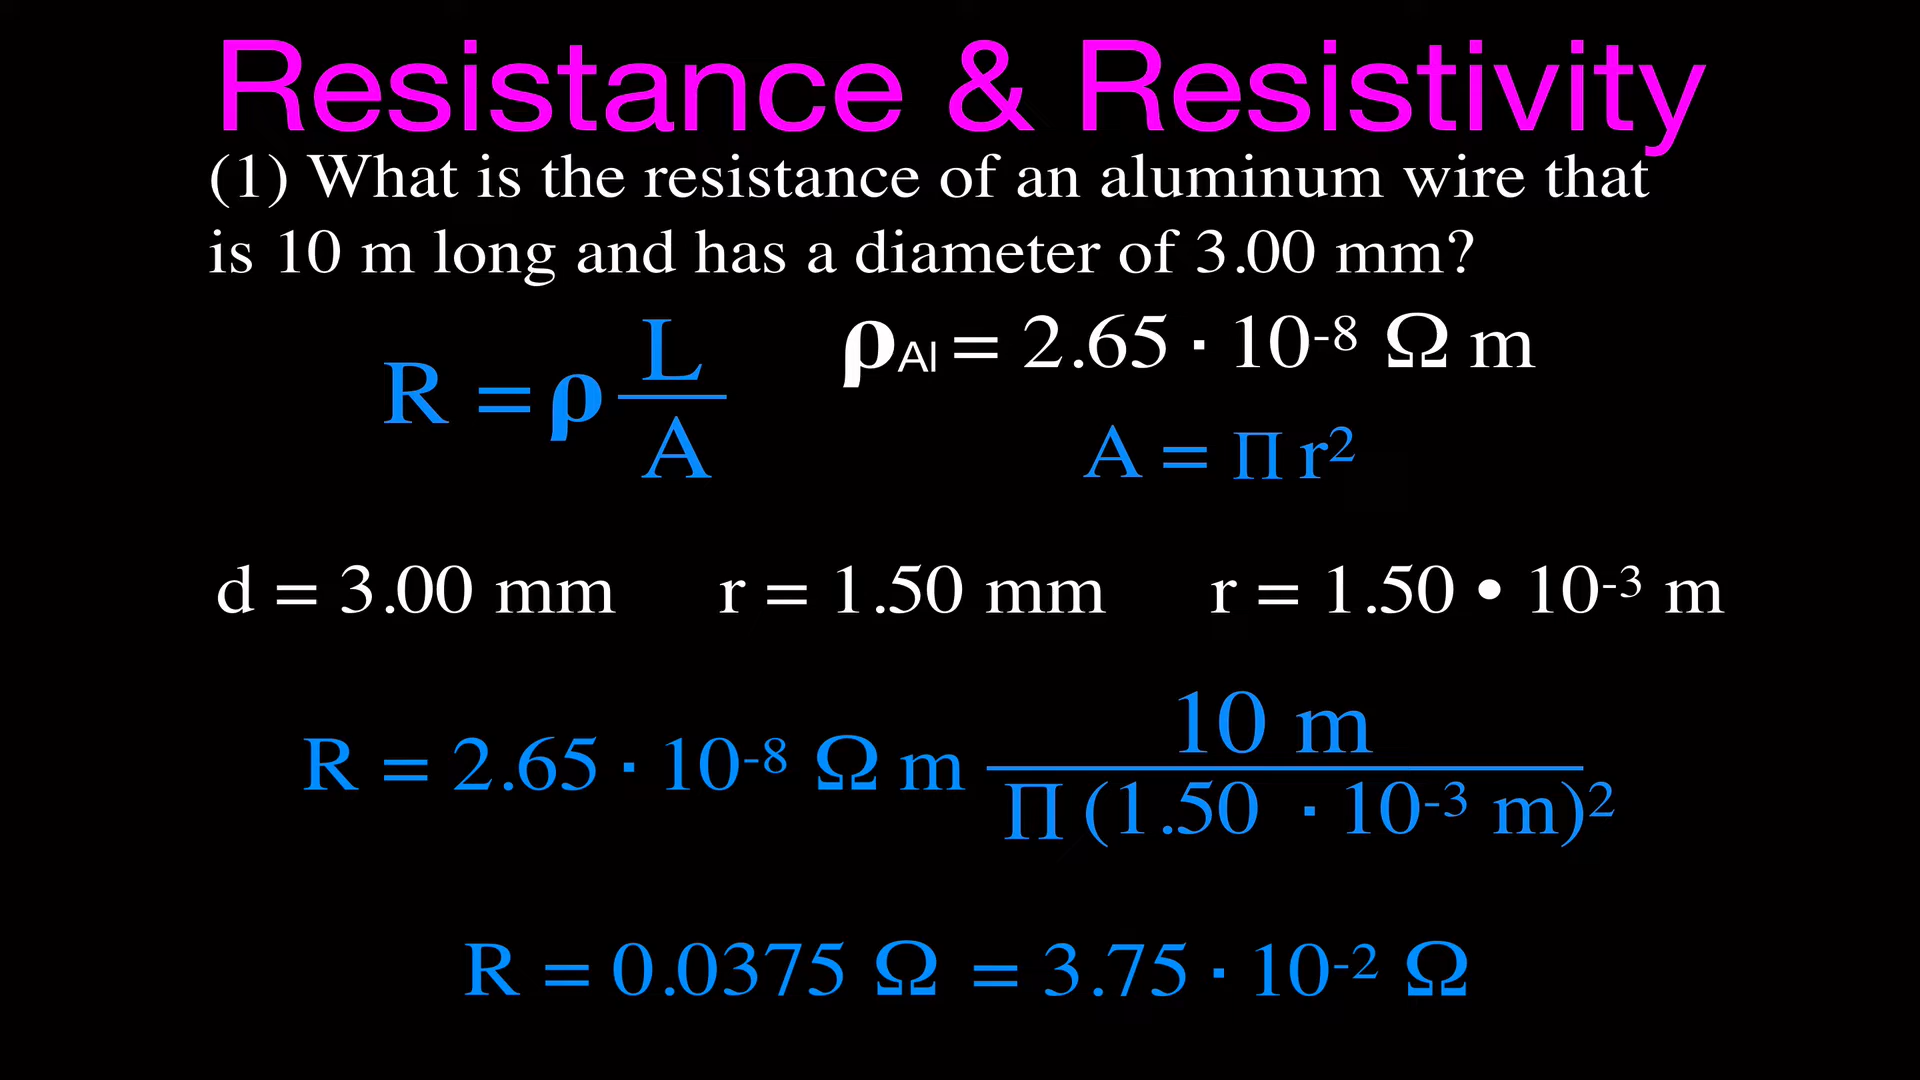 Resistance & Resistivity
(1) What is the resistance of an aluminum wire that
is 10 m long and has a diameter of 3.00 mm?
R = ρ L/A    ρAl = 2.65 · 10⁻⁸ Ω m
A = Π r²
d = 3.00 mm    r = 1.50 mm    r = 1.50 • 10⁻³ m
R = 2.65 · 10⁻⁸ Ω m 10 m / Π (1.50 · 10⁻³ m)²
R = 0.0375 Ω = 3.75 · 10⁻² Ω